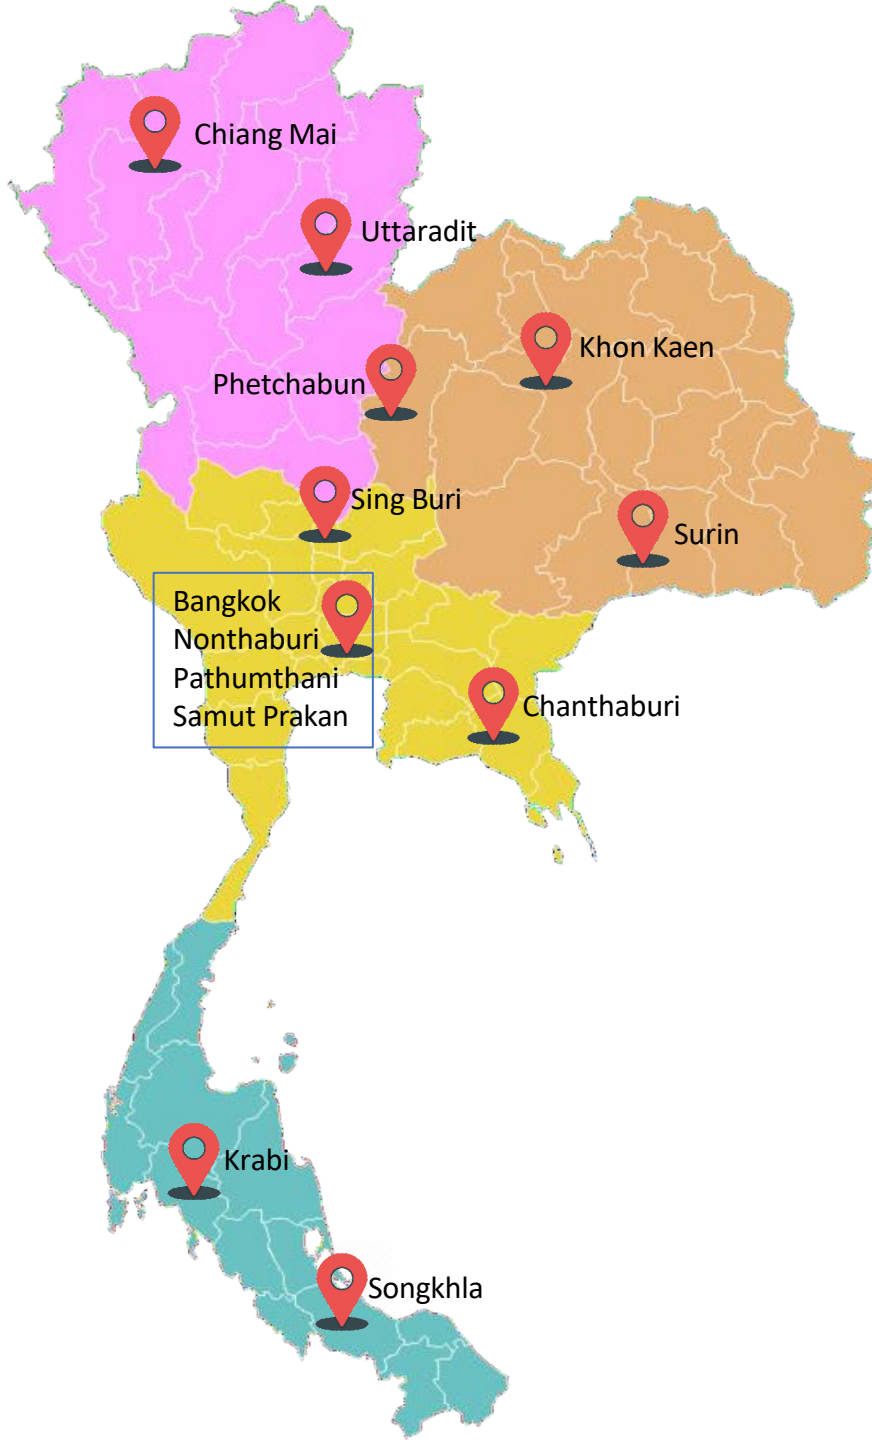 Chiang Mai
Uttaradit
Khon Kaen
Phetchabun
Sing Buri
Surin
Bangkok
Nonthaburi
Pathumthani
Samut Prakan
Chanthaburi
Krabi
Songkhla